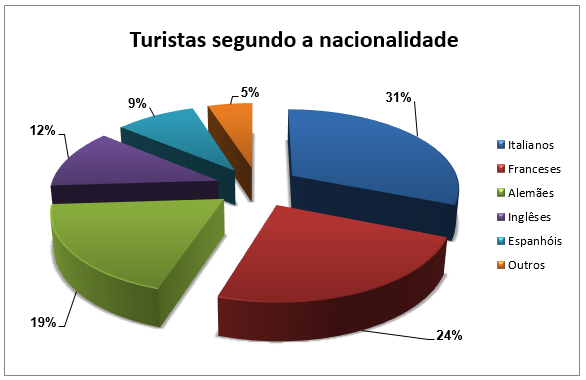 Turistas segundo a nacionalidade
5%
31%
9%
12%
19%
24%
Italianos
Franceses
Alemães
Inglêses
Espanhóis
Outros